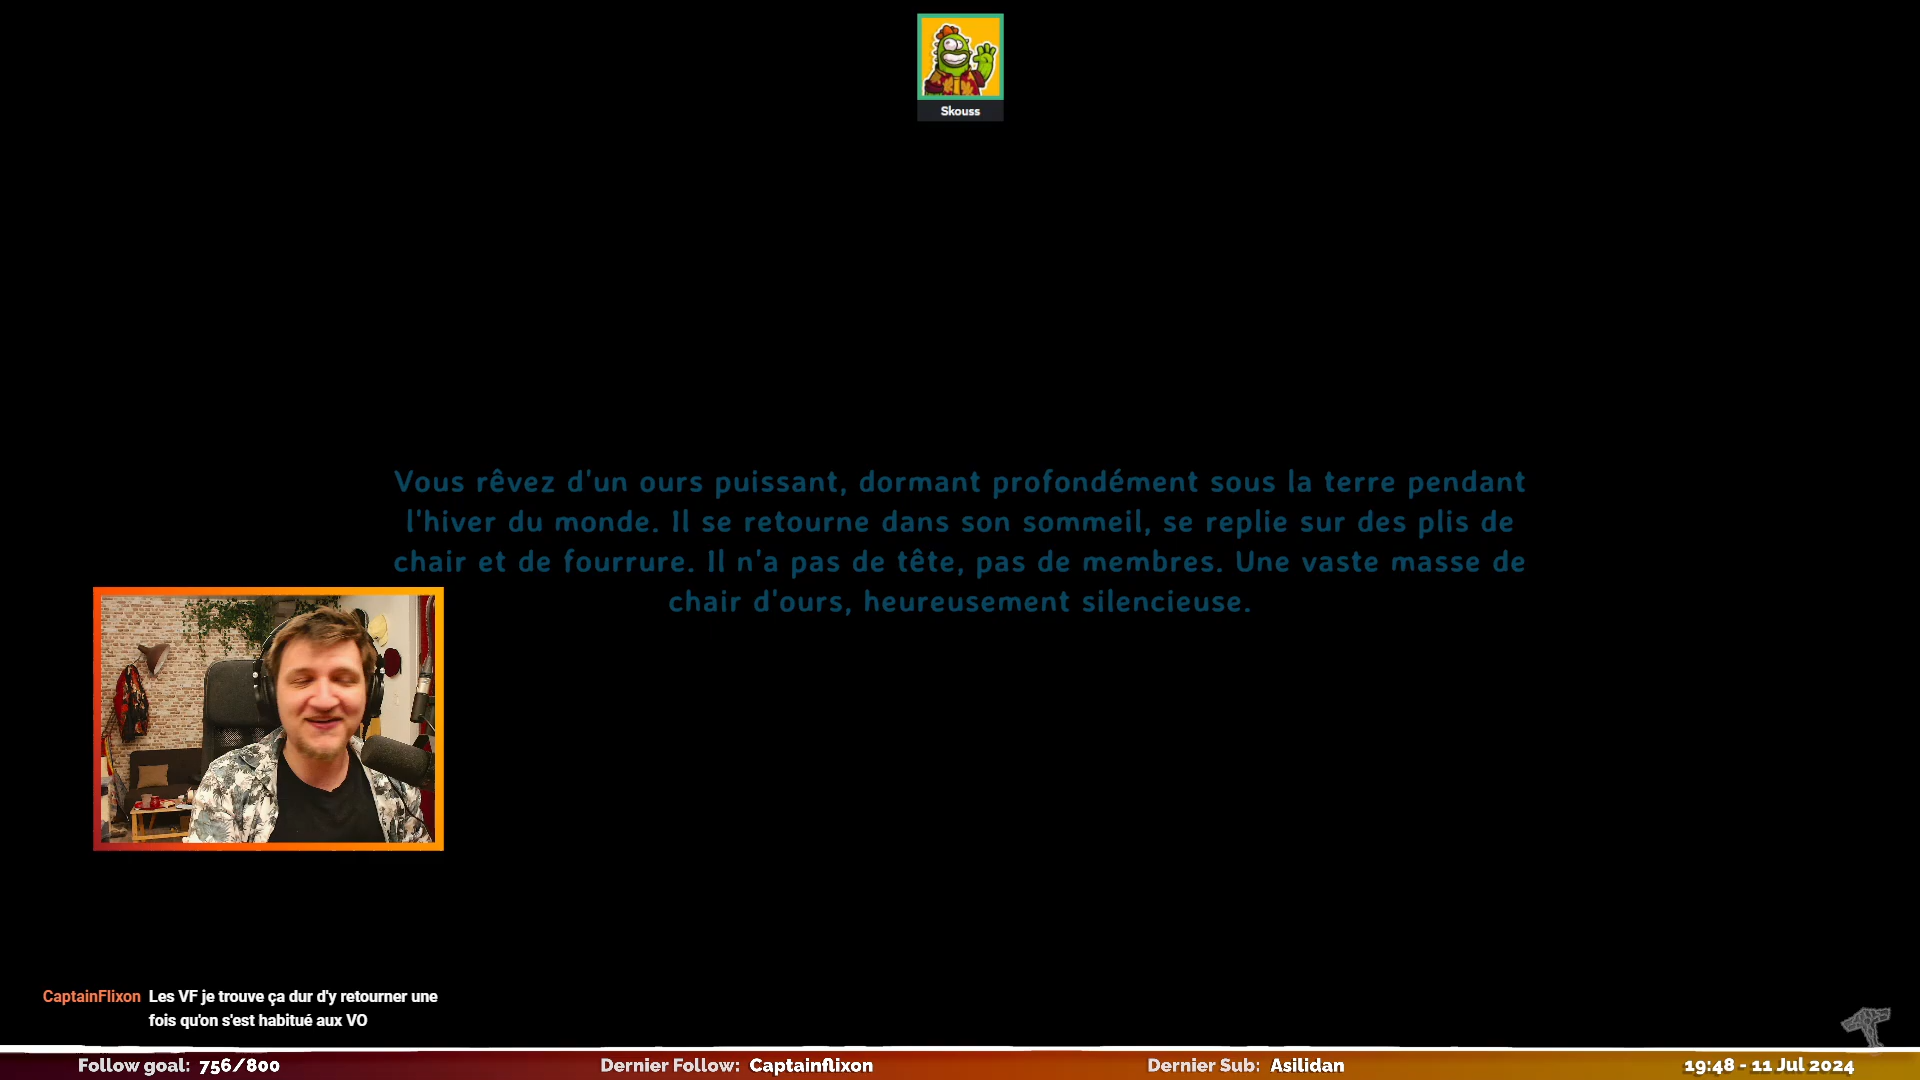 Skouss
Vous rêvez d'un ours puissant, dormant profondément sous la terre pendant
l'hiver du monde. Il se retourne dans son sommeil, se replie sur des plis de
chair et de fourrure. Il n'a pas de tête, pas de membres. Une vaste masse de
chair d'ours, heureusement silencieuse.
CaptainFlixon Les VF je trouve ça dur d'y retourner une
fois qu'on s'est habitué aux VO
Follow goal: 756/800 Dernier Follow: Captainflixon Dernier Sub: Asilidan 19:48 - 11 Jul 2024